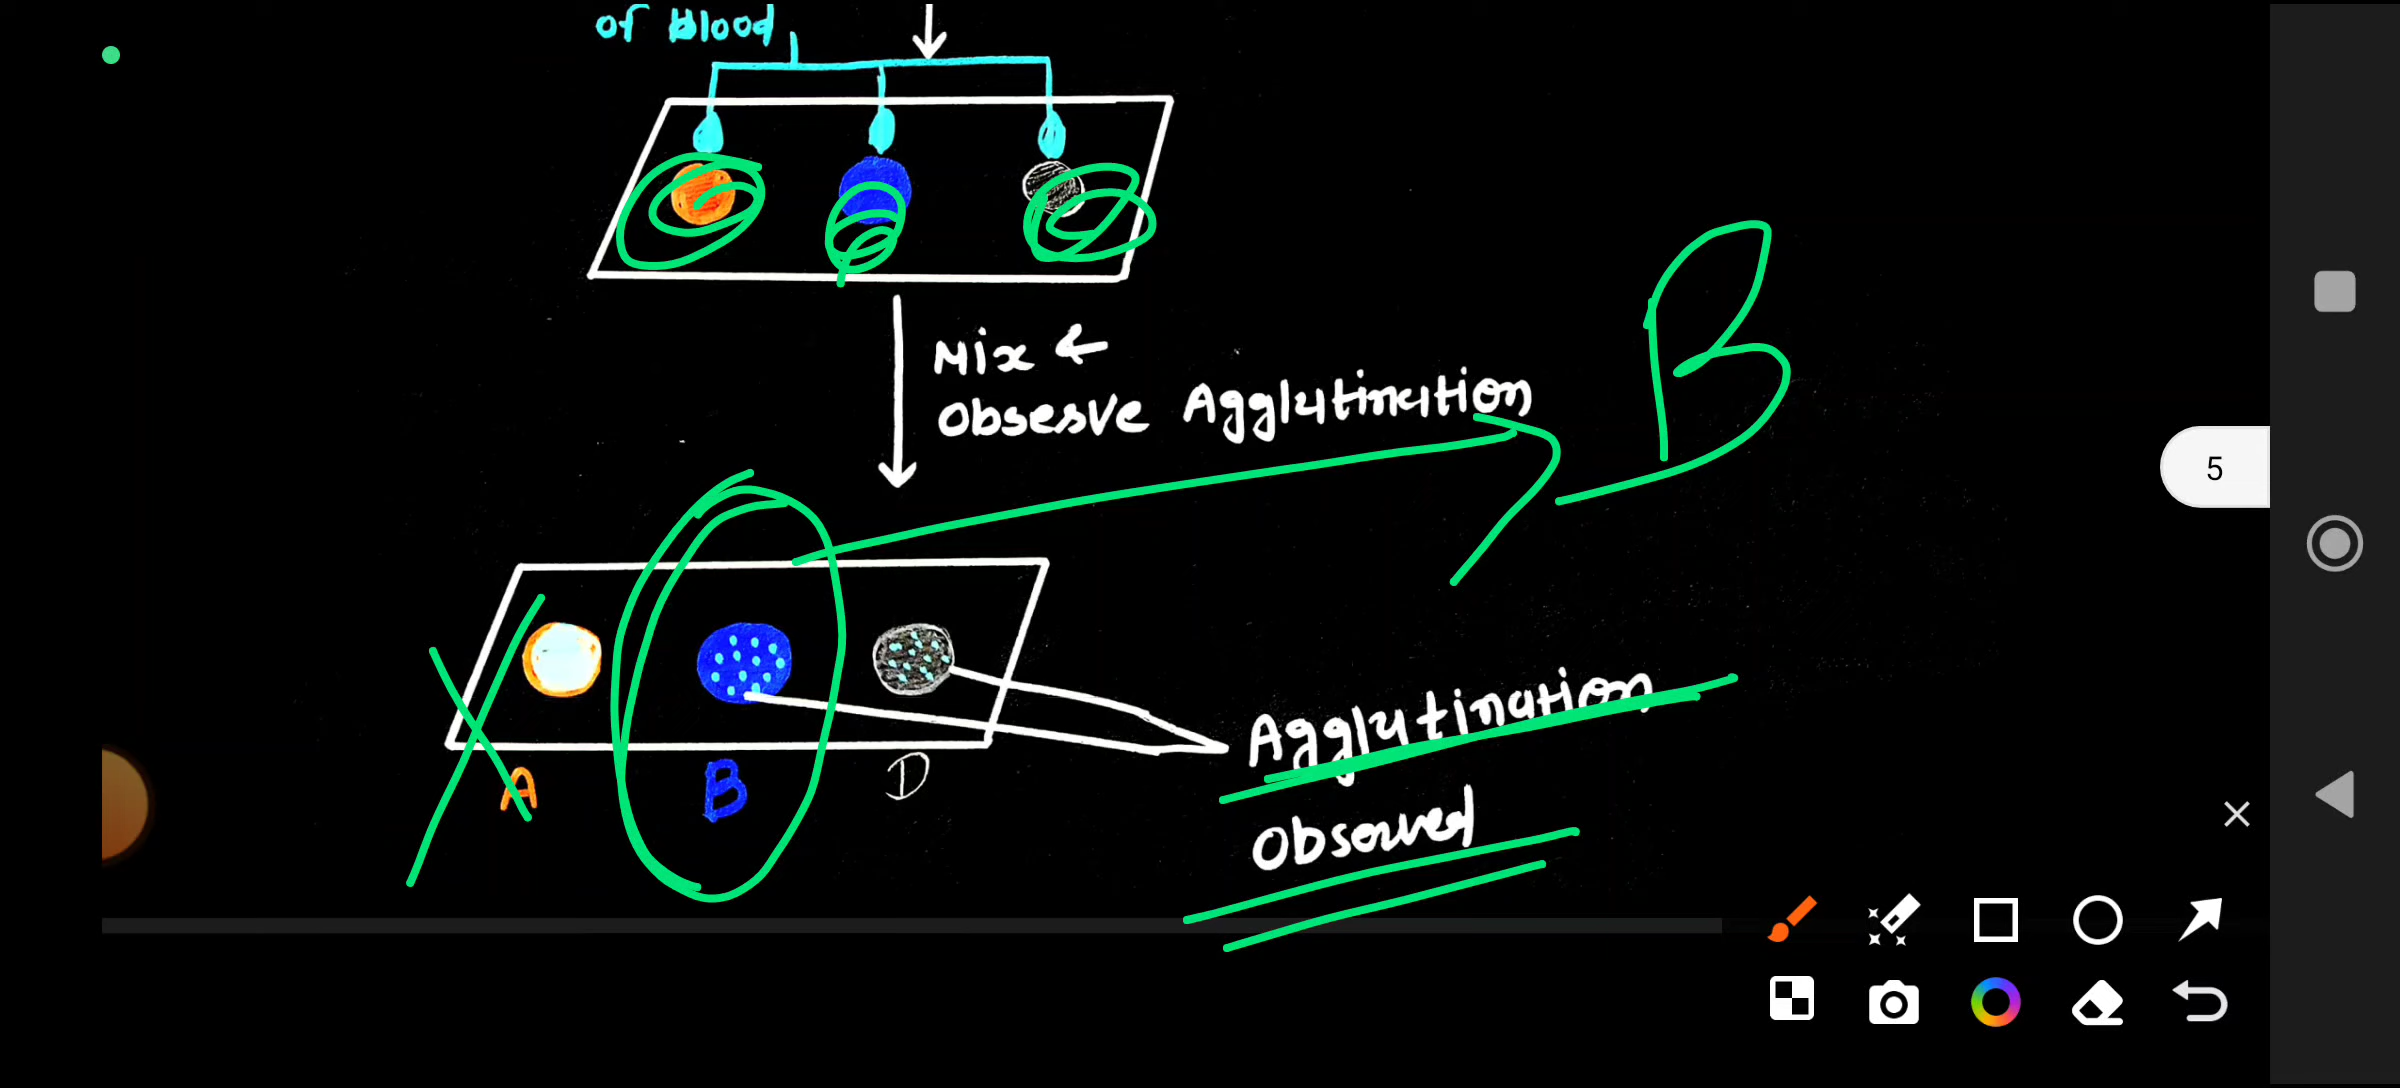 of Blood
B
Mix &
Obsesve Agglutination
A
B
D
Agglutination
Observed
5